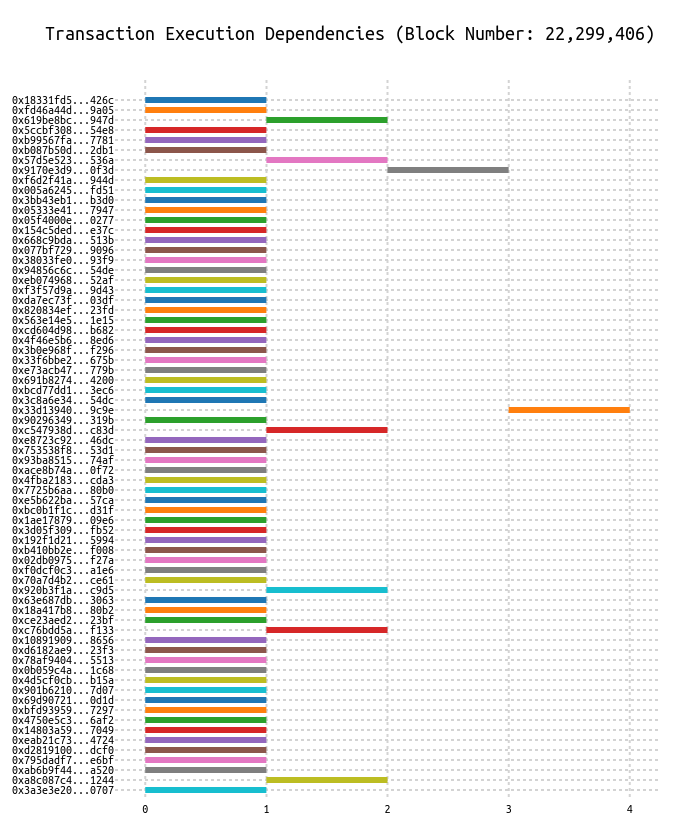 Transaction Execution Dependencies (Block Number: 22,299,406)
0x18331fd5...426c
0xfd46a44d...9a05
0x619be8bc...947d
0x5ccbf308...54e8
0xb99567fa...7781
0xb087b50d...2db1
0x57d5e523...536a
0x9170e3d9...0f3d
0xf6d2f41a...944d
0x005a6245...fd51
0x3bb43eb1...b3d0
0x05333e41...7947
0x05f4000e...0277
0x154c5ded...e37c
0x668c9bda...513b
0x077bf729...9096
0x38033fe0...93f9
0x94856c6c...54de
0xeb074968...52af
0xf3f57d9a...9d43
0xda7ec73f...03df
0x820834ef...23fd
0x563e14e5...1e15
0xcd604d98...b682
0x4f46e5b6...8ed6
0x3b0e968f...f296
0x33f6bbe2...675b
0xe73acb47...779b
0x691b8274...4200
0xbcd77dd1...3ec6
0x3c8a6e34...54dc
0x33d13940...9c9e
0x90296349...319b
0xc547938d...c83d
0xe8723c92...46dc
0x753538f8...53d1
0x93ba8515...74af
0xace8b74a...0f72
0x4fba2183...cda3
0x7725b6aa...80b0
0xe5b622ba...57ca
0xbc0b1f1c...d31f
0x1ae17879...09e6
0x3d05f309...fb52
0x192f1d21...5994
0xb410bb2e...f008
0x02db0975...f27a
0xf0dcf0c3...a1e6
0x70a7d4b2...ce61
0x920b3f1a...c9d5
0x63e687db...3063
0x18a417b8...80b2
0xce23aed2...23bf
0xc76bdd5a...f133
0x10891909...8656
0xd6182ae9...23f3
0x78af9404...5513
0x0b059c4a...1c68
0x4d5cf0cb...b15a
0x901b6210...7d07
0x69d90721...0d1d
0xbfd93959...7297
0x4750e5c3...6af2
0x14803a59...7049
0xeab21c73...4724
0xd2819100...dcf0
0x795dadf7...e6bf
0xab6b9f44...a520
0xa8c087c4...1244
0x3a3e3e20...0707
0 1 2 3 4